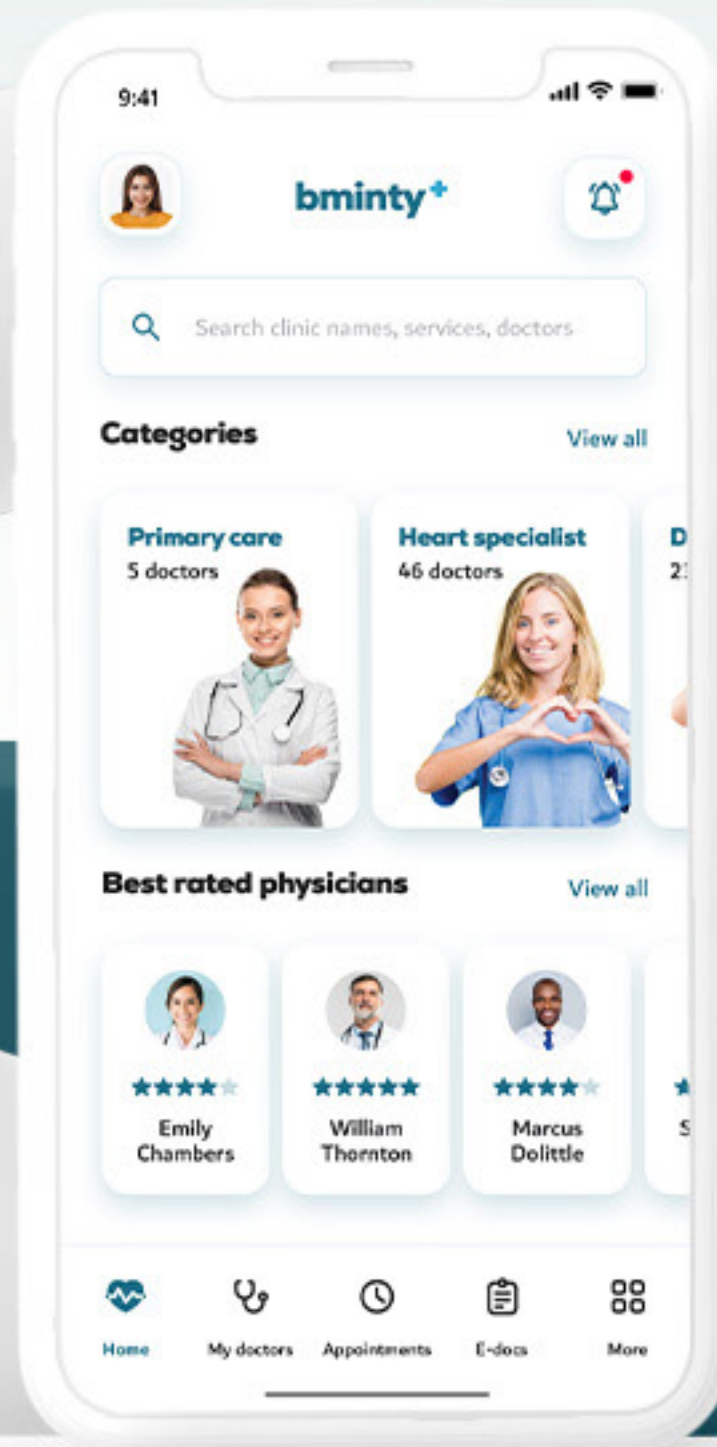 9:41
bminty+
Search clinic names, services, doctors
Categories
View all
Primary care
5 doctors
Heart specialist
46 doctors
D
Best rated physicians
View all
Emily
Chambers
William
Thornton
Marcus
Dolittle
S
Home
My doctors
Appointments
E-docs
More